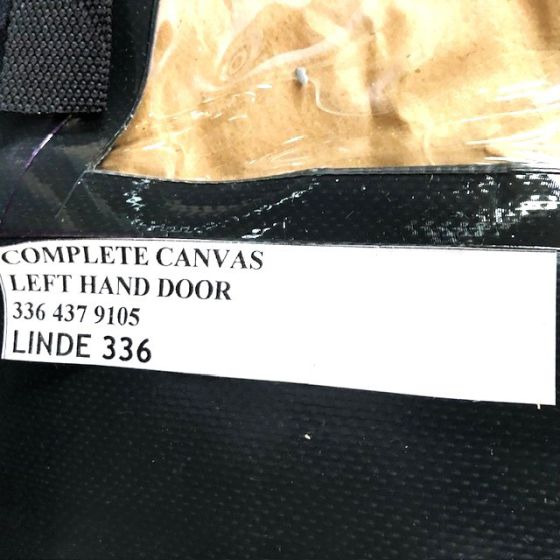 COMPLETE CANVAS
LEFT HAND DOOR
336 437 9105
LINDE 336